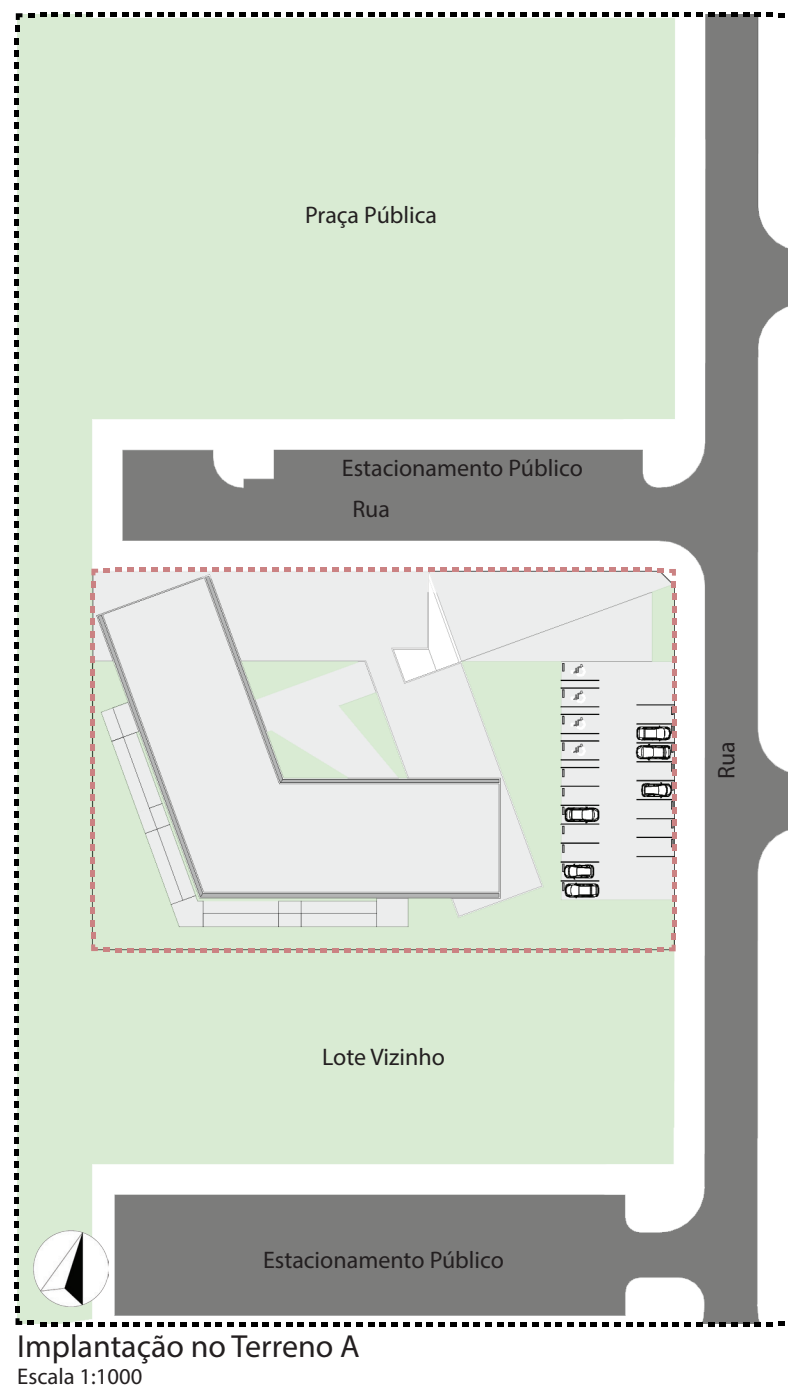 Praça Pública
Estacionamento Público
Rua
Rua
Lote Vizinho
Estacionamento Público
Implantação no Terreno A
Escala 1:1000